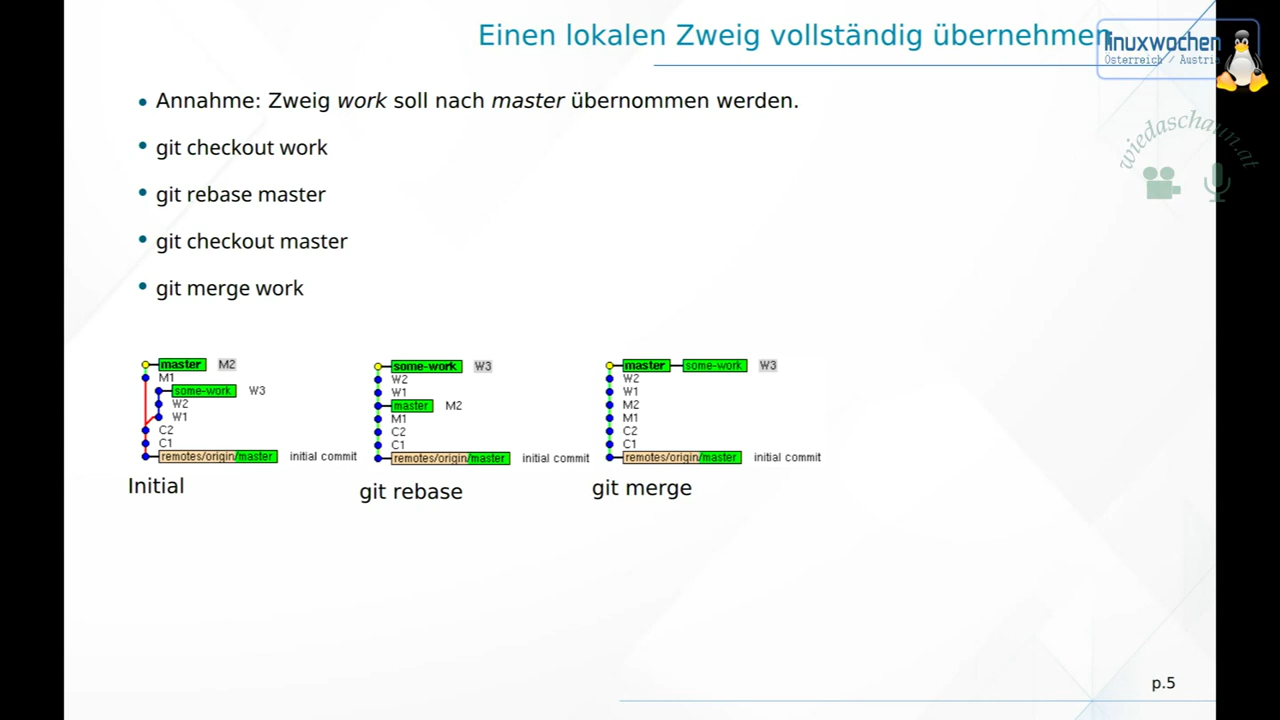 Einen lokalen Zweig vollständig übernehmen
linuxwochen
Österreich / Austria
wiedaschaun.at
• Annahme: Zweig work soll nach master übernommen werden.
• git checkout work
• git rebase master
• git checkout master
• git merge work
master M2
M1
some-work W3
W2
W1
C2
C1
remotes/origin/master initial commit
Initial
some-work W3
W2
W1
master M2
M1
C2
C1
remotes/origin/master initial commit
git rebase
master some-work W3
W2
W1
M2
M1
C2
C1
remotes/origin/master initial commit
git merge
p.5